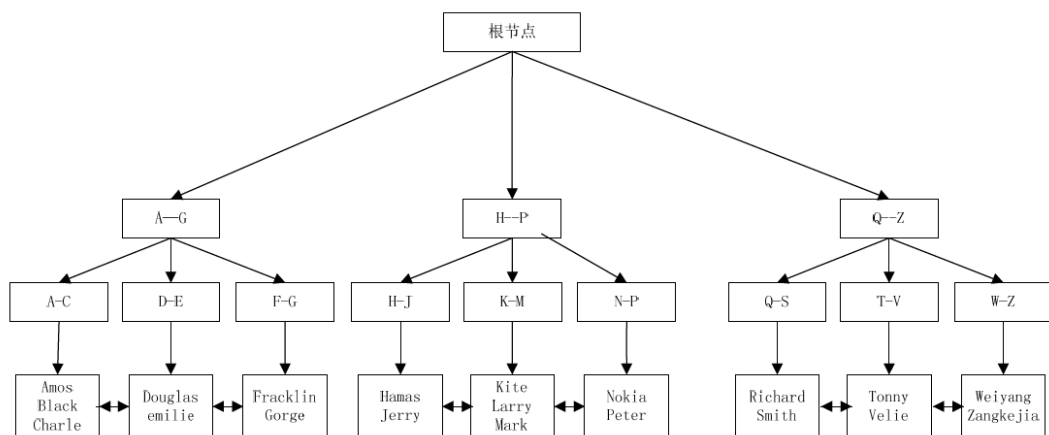 根节点
A—G
H--P
Q--Z
A-C
D-E
F-G
H-J
K-M
N-P
Q-S
T-V
W-Z
Amos
Black
Charle
Douglas
emilie
Fracklin
Gorge
Hamas
Jerry
Kite
Larry
Mark
Nokia
Peter
Richard
Smith
Tonny
Velie
Weiyang
Zangkejia